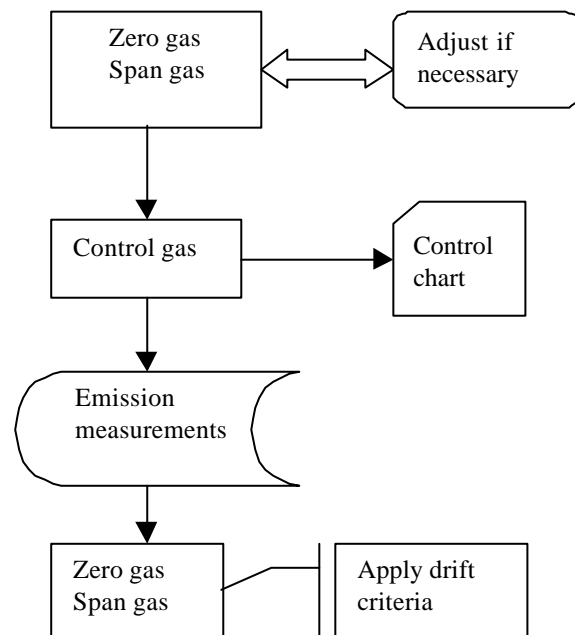 Zero gas
Span gas
Adjust if
necessary
Control gas
Control
chart
Emission
measurements
Zero gas
Span gas
Apply drift
criteria